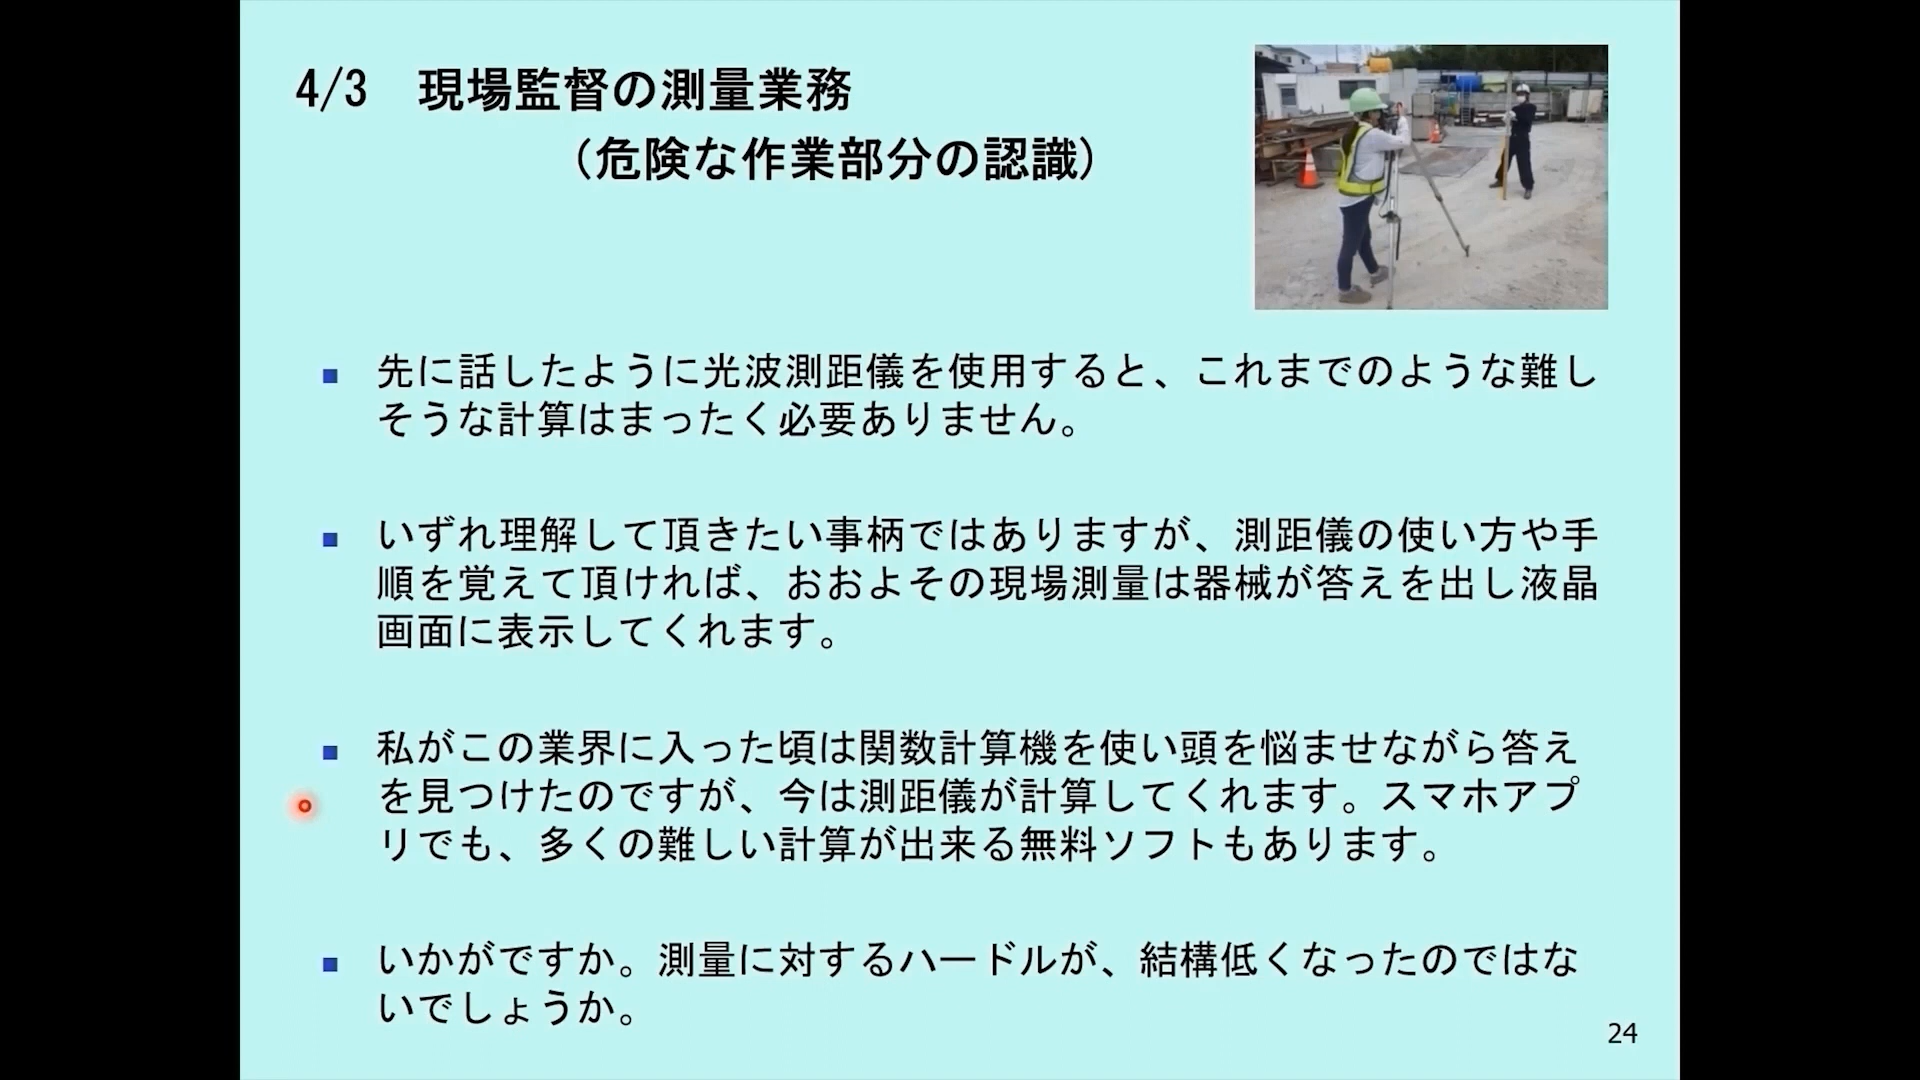 4/3　現場監督の測量業務
（危険な作業部分の認識）
■ 先に話したように光波測距儀を使用すると、これまでのような難し
そうな計算はまったく必要ありません。
■ いずれ理解して頂きたい事柄ではありますが、測距儀の使い方や手
順を覚えて頂ければ、おおよその現場測量は器械が答えを出し液晶
画面に表示してくれます。
■ 私がこの業界に入った頃は関数計算機を使い頭を悩ませながら答え
を見つけたのですが、今は測距儀が計算してくれます。スマホアプ
リでも、多くの難しい計算が出来る無料ソフトもあります。
■ いかがですか。測量に対するハードルが、結構低くなったのではな
いでしょうか。
24